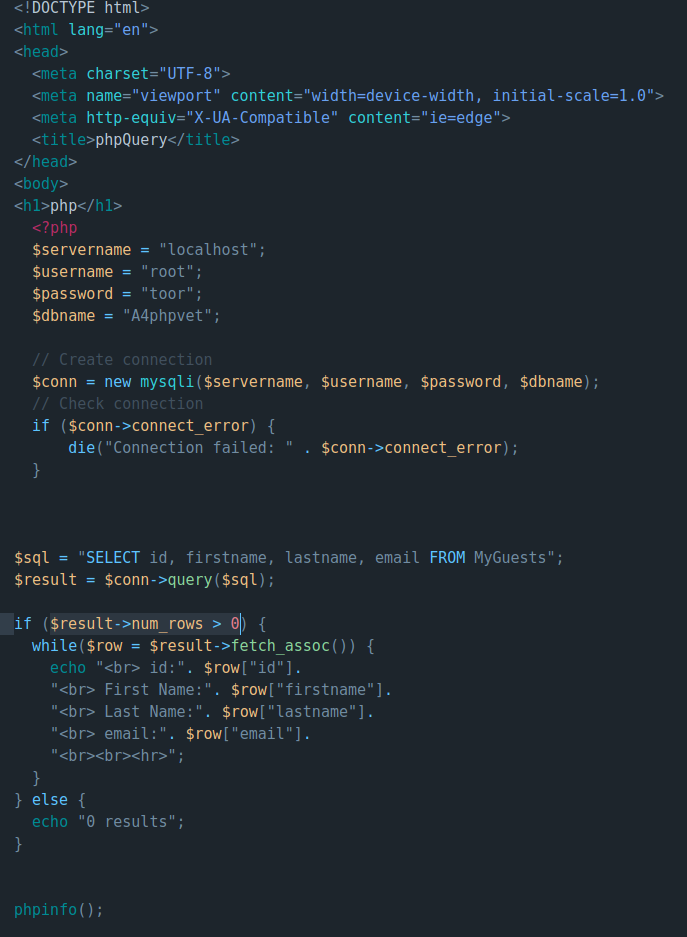 <!DOCTYPE html>
<html lang="en">
<head>
  <meta charset="UTF-8">
  <meta name="viewport" content="width=device-width, initial-scale=1.0">
  <meta http-equiv="X-UA-Compatible" content="ie=edge">
  <title>phpQuery</title>
</head>
<body>
<h1>php</h1>
  <?php
  $servername = "localhost";
  $username = "root";
  $password = "toor";
  $dbname = "A4phpvet";

  // Create connection
  $conn = new mysqli($servername, $username, $password, $dbname);
  // Check connection
  if ($conn->connect_error) {
      die("Connection failed: " . $conn->connect_error);
  }

$sql = "SELECT id, firstname, lastname, email FROM MyGuests";
$result = $conn->query($sql);

if ($result->num_rows > 0) {
  while($row = $result->fetch_assoc()) {
    echo "<br> id:". $row["id"].
    "<br> First Name:". $row["firstname"].
    "<br> Last Name:". $row["lastname"].
    "<br> email:". $row["email"].
    "<br><br><hr>";
  }
} else {
  echo "0 results";
}

phpinfo();